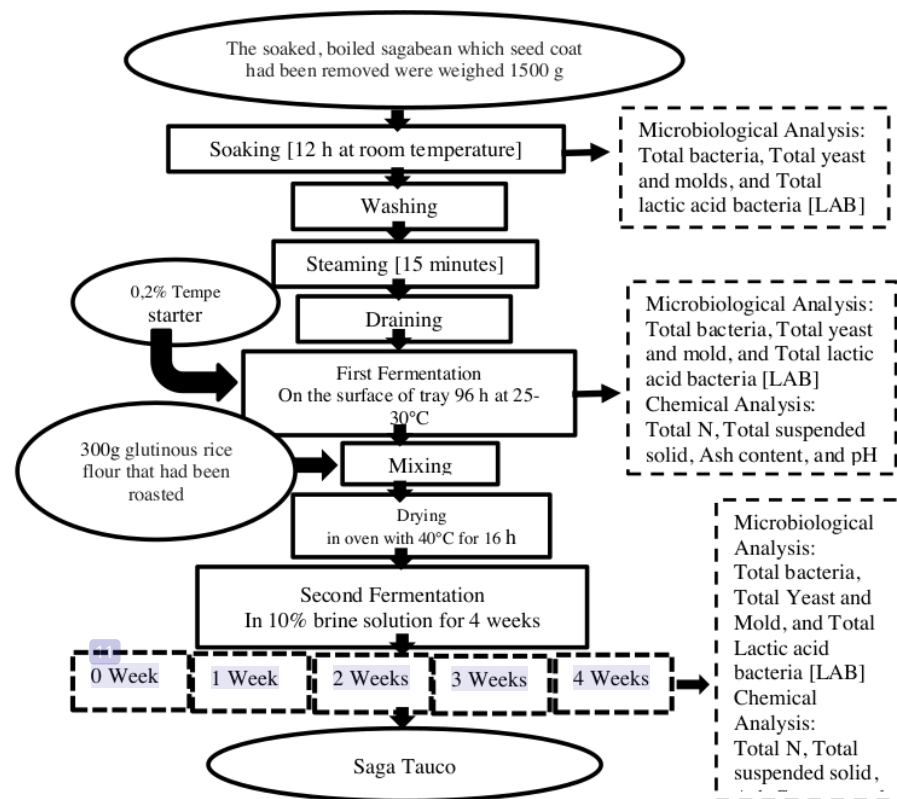 The soaked, boiled sagabean which seed coat
had been removed were weighed 1500 g
Soaking [12 h at room temperature]
Microbiological Analysis:
Total bacteria, Total yeast
and molds, and Total
lactic acid bacteria [LAB]
Washing
Steaming [15 minutes]
0,2% Tempe
starter
Draining
First Fermentation
On the surface of tray 96 h at 25-
30°C
Microbiological Analysis:
Total bacteria, Total yeast
and mold, and Total lactic
acid bacteria [LAB]
Chemical Analysis:
Total N, Total suspended
solid, Ash content, and pH
300g glutinous rice
flour that had been
roasted
Mixing
Drying
in oven with 40°C for 16 h
Second Fermentation
In 10% brine solution for 4 weeks
0 Week
1 Week
2 Weeks
3 Weeks
4 Weeks
Microbiological
Analysis:
Total bacteria,
Total Yeast and
Mold, and Total
Lactic acid
bacteria [LAB]
Chemical
Analysis:
Total N, Total
suspended solid,
Saga Tauco